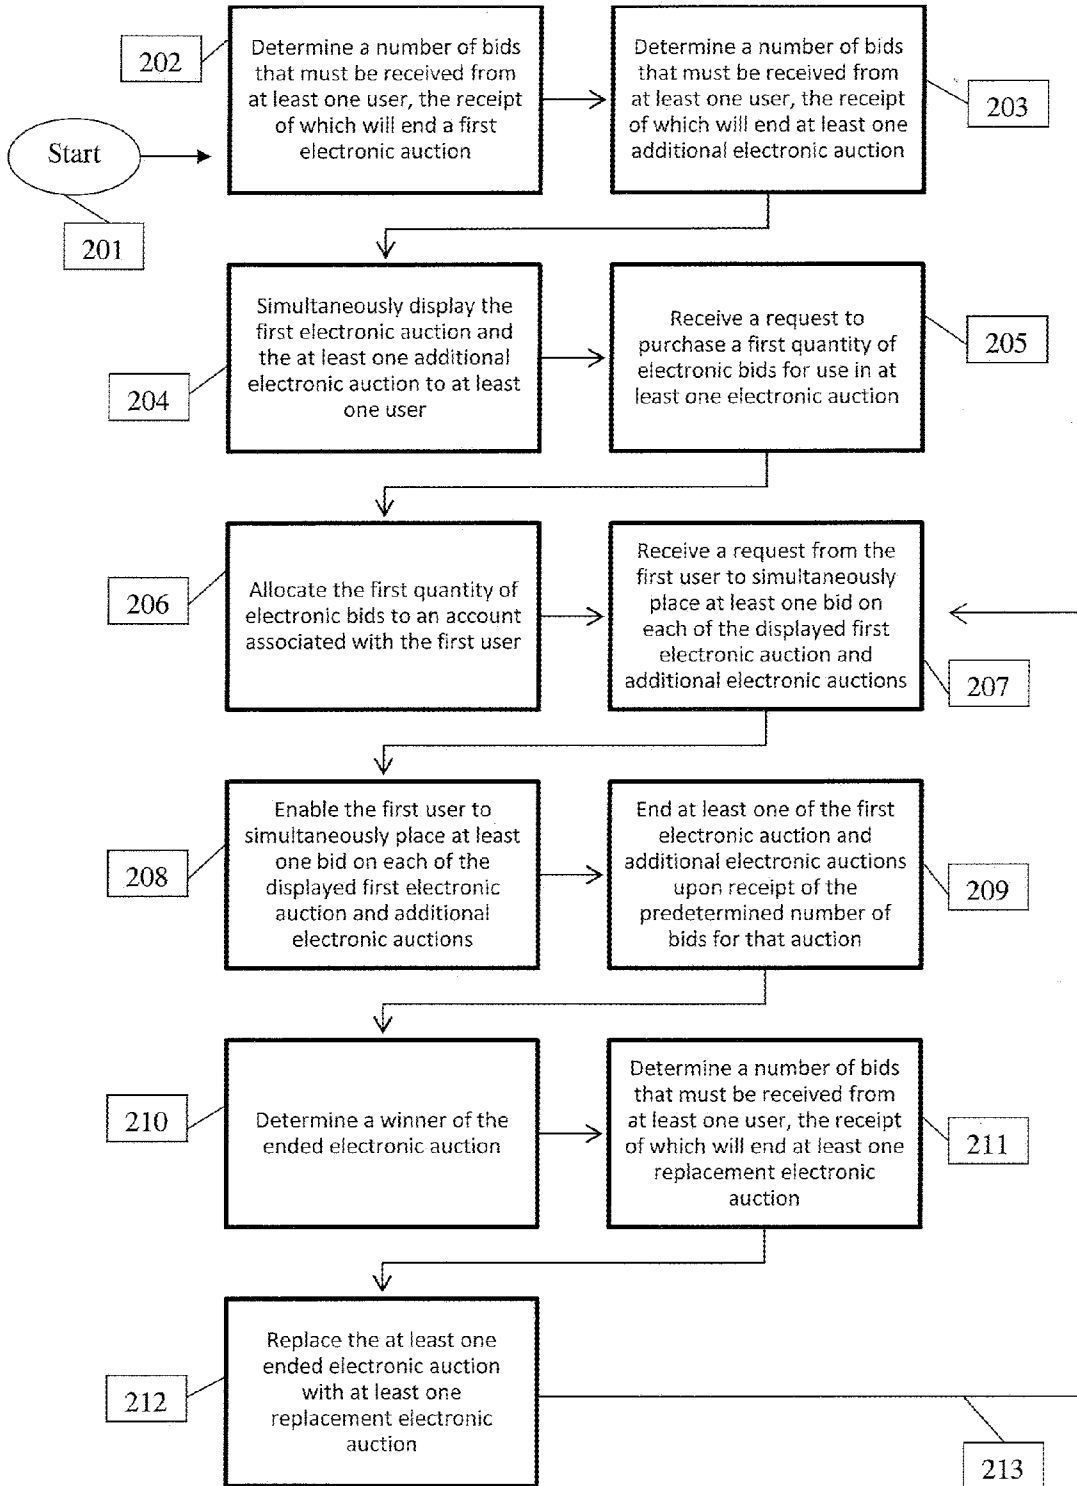 202
Determine a number of bids
that must be received from
at least one user, the receipt
of which will end a first
electronic auction
Determine a number of bids
that must be received from
at least one user, the receipt
of which will end at least one
additional electronic auction
203
Start
201
Simultaneously display the
first electronic auction and
the at least one additional
electronic auction to at least
one user
204
Receive a request to
purchase a first quantity of
electronic bids for use in at
least one electronic auction
205
206
Allocate the first quantity of
electronic bids to an account
associated with the first user
Receive a request from the
first user to simultaneously
place at least one bid on
each of the displayed first
electronic auction and
additional electronic auctions
207
208
Enable the first user to
simultaneously place at least
one bid on each of the
displayed first electronic
auction and additional
electronic auctions
End at least one of the first
electronic auction and
additional electronic auctions
upon receipt of the
predetermined number of
bids for that auction
209
210
Determine a winner of the
ended electronic auction
Determine a number of bids
that must be received from
at least one user, the receipt
of which will end at least one
replacement electronic
auction
211
212
Replace the at least one
ended electronic auction
with at least one
replacement electronic
auction
213